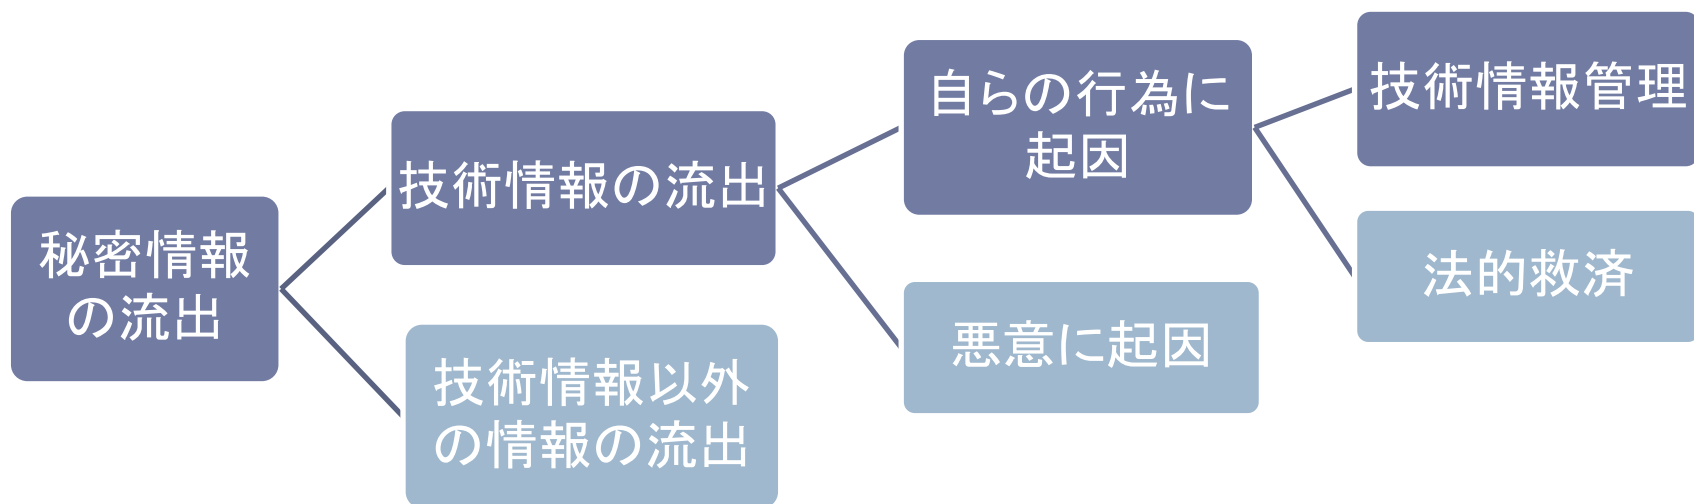 秘密情報
の流出
技術情報の流出
技術情報以外
の情報の流出
自らの行為に
起因
悪意に起因
技術情報管理
法的救済